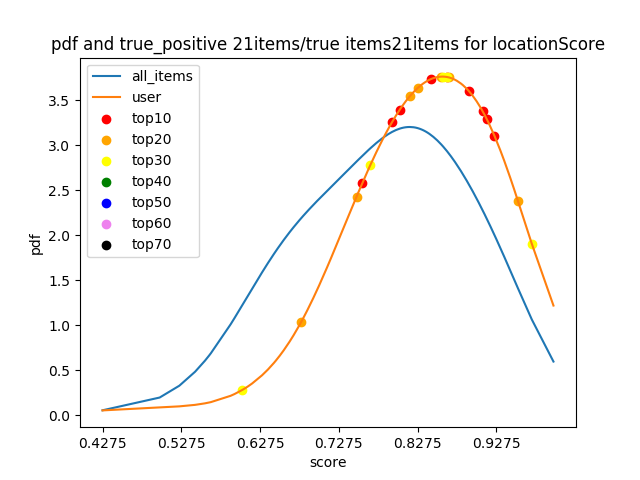 pdf and true_positive 21items/true items21items for locationScore
all_items
user
top10
top20
top30
top40
top50
top60
top70
pdf
3.5
3.0
2.5
2.0
1.5
1.0
0.5
0.0
0.4275 0.5275 0.6275 0.7275 0.8275 0.9275
score